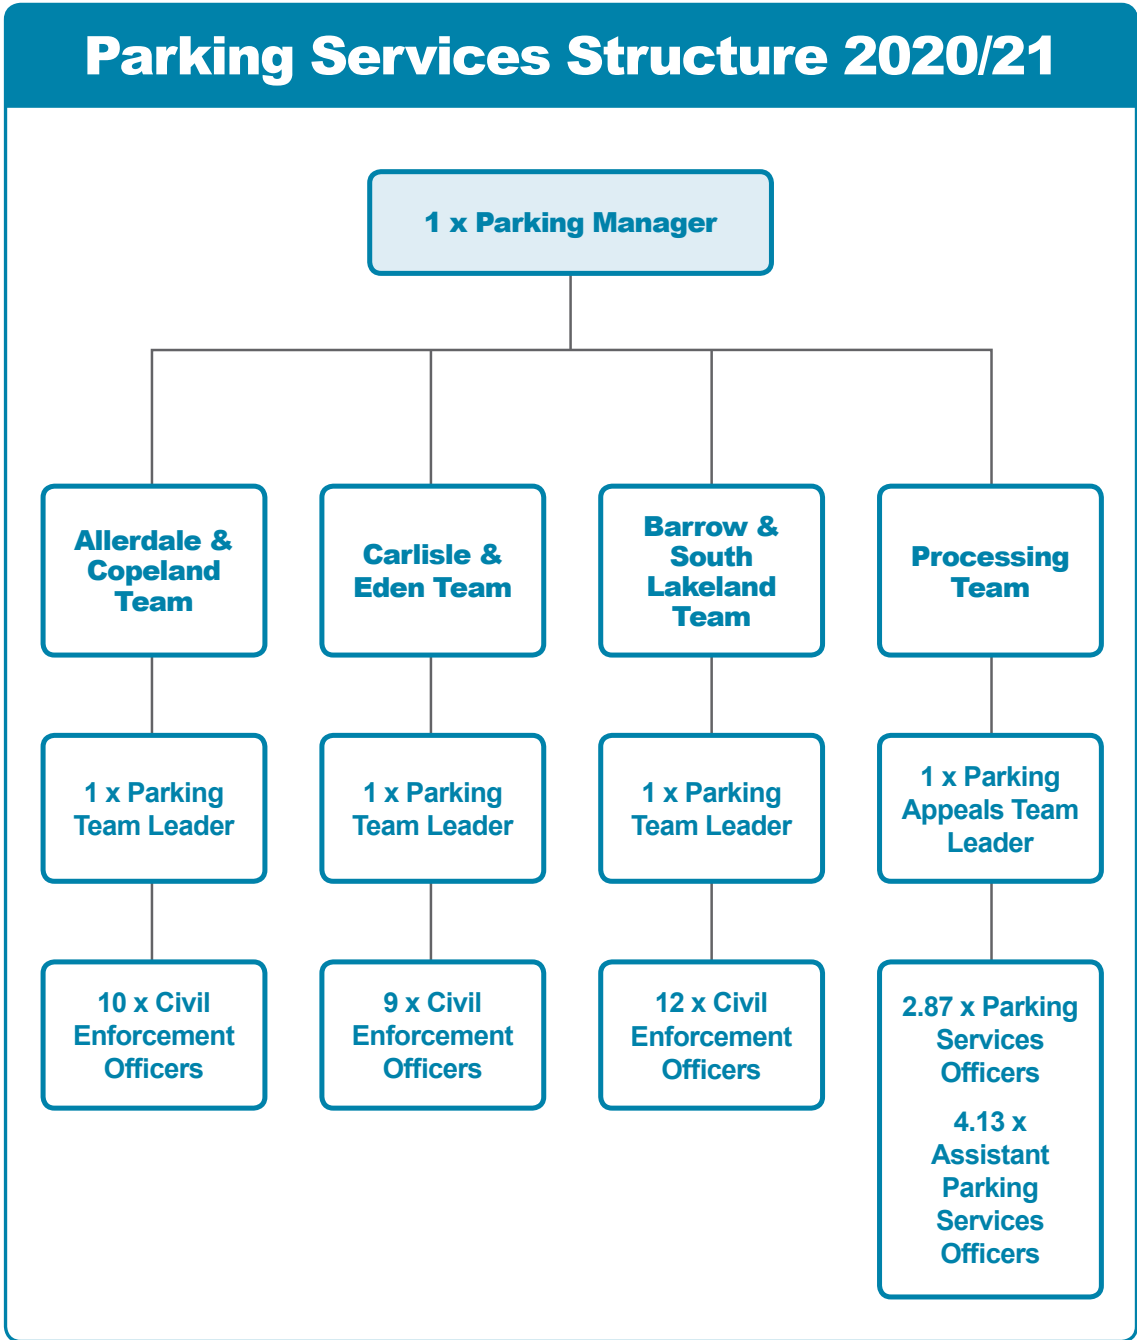 Parking Services Structure 2020/21
1 x Parking Manager
Allerdale &
Copeland
Team
Carlisle &
Eden Team
Barrow &
South
Lakeland
Team
Processing
Team
1 x Parking
Team Leader
1 x Parking
Team Leader
1 x Parking
Team Leader
1 x Parking
Appeals Team
Leader
10 x Civil
Enforcement
Officers
9 x Civil
Enforcement
Officers
12 x Civil
Enforcement
Officers
2.87 x Parking
Services
Officers
4.13 x
Assistant
Parking
Services
Officers